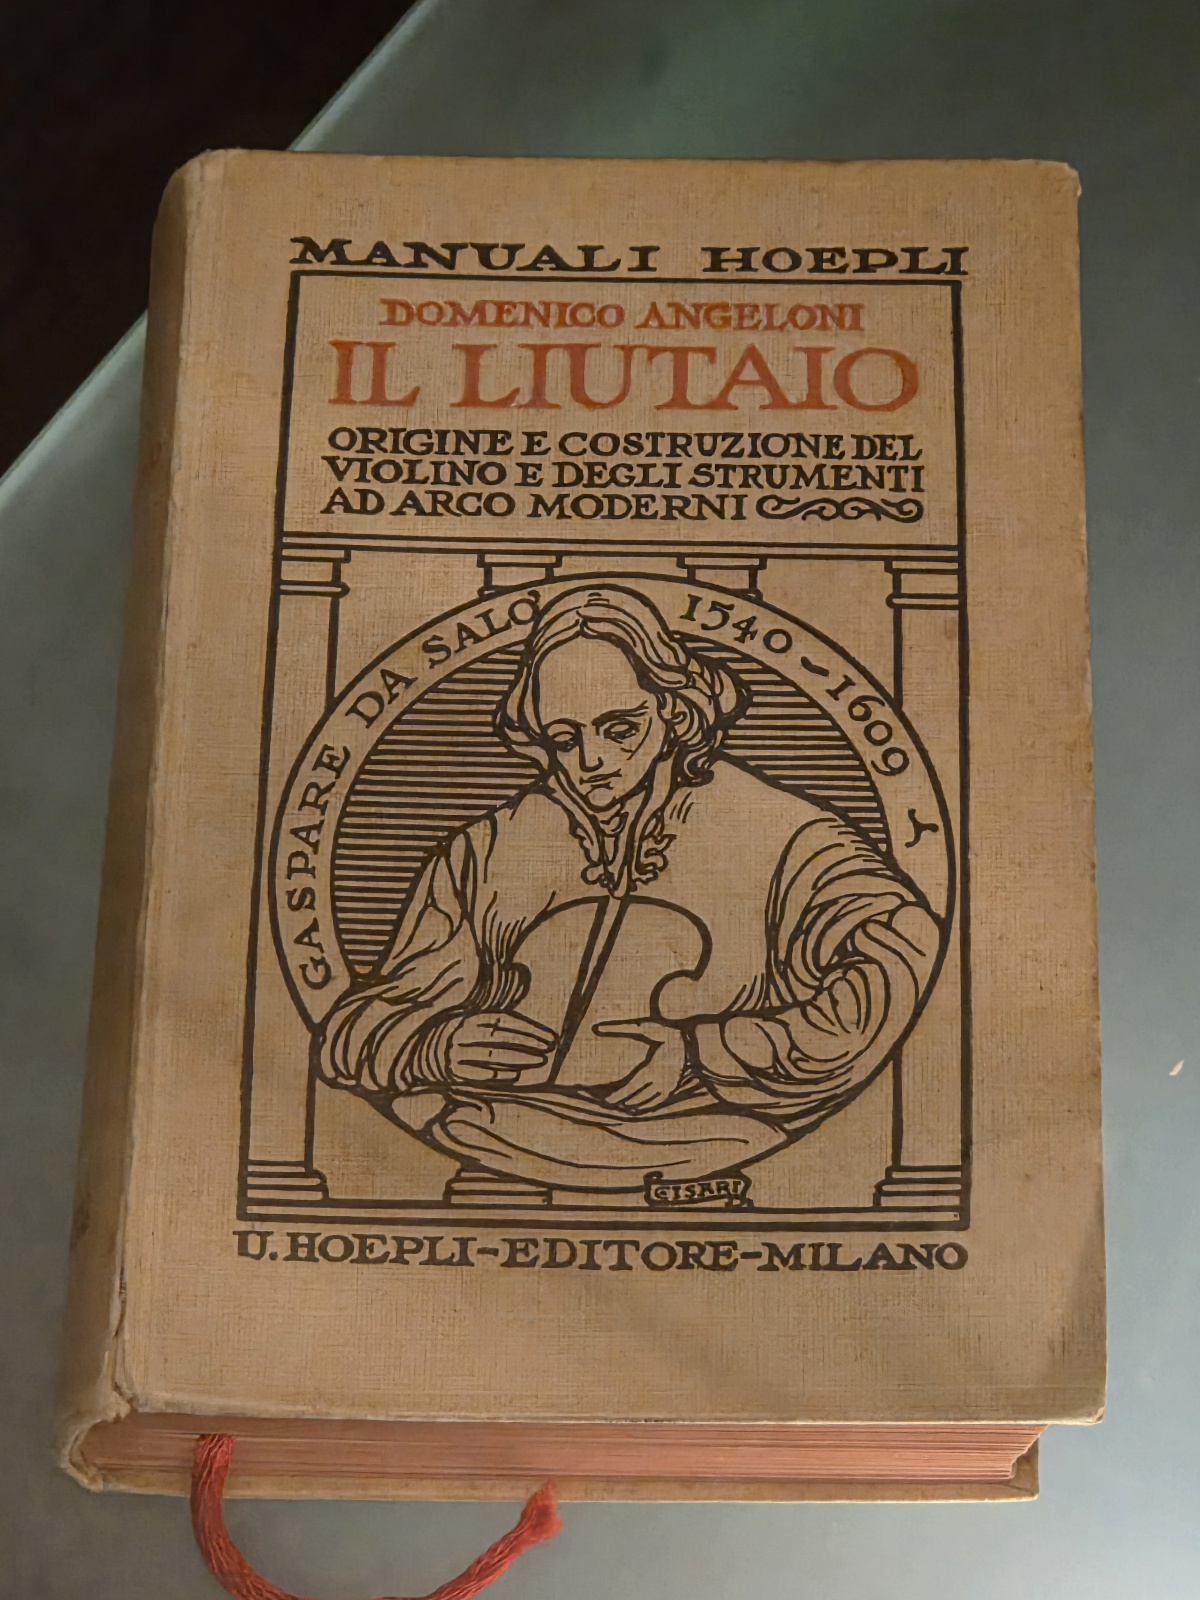 MANUALI HOEPLI
DOMENICO ANGELONI
IL LIUTAIO
ORIGINE E COSTRUZIONE DEL
VIOLINO E DEGLI STRUMENTI
AD ARCO MODERNI
GASPARE DA SALO' 1540-1609
CISARI
U. HOEPLI-EDITORE-MILANO